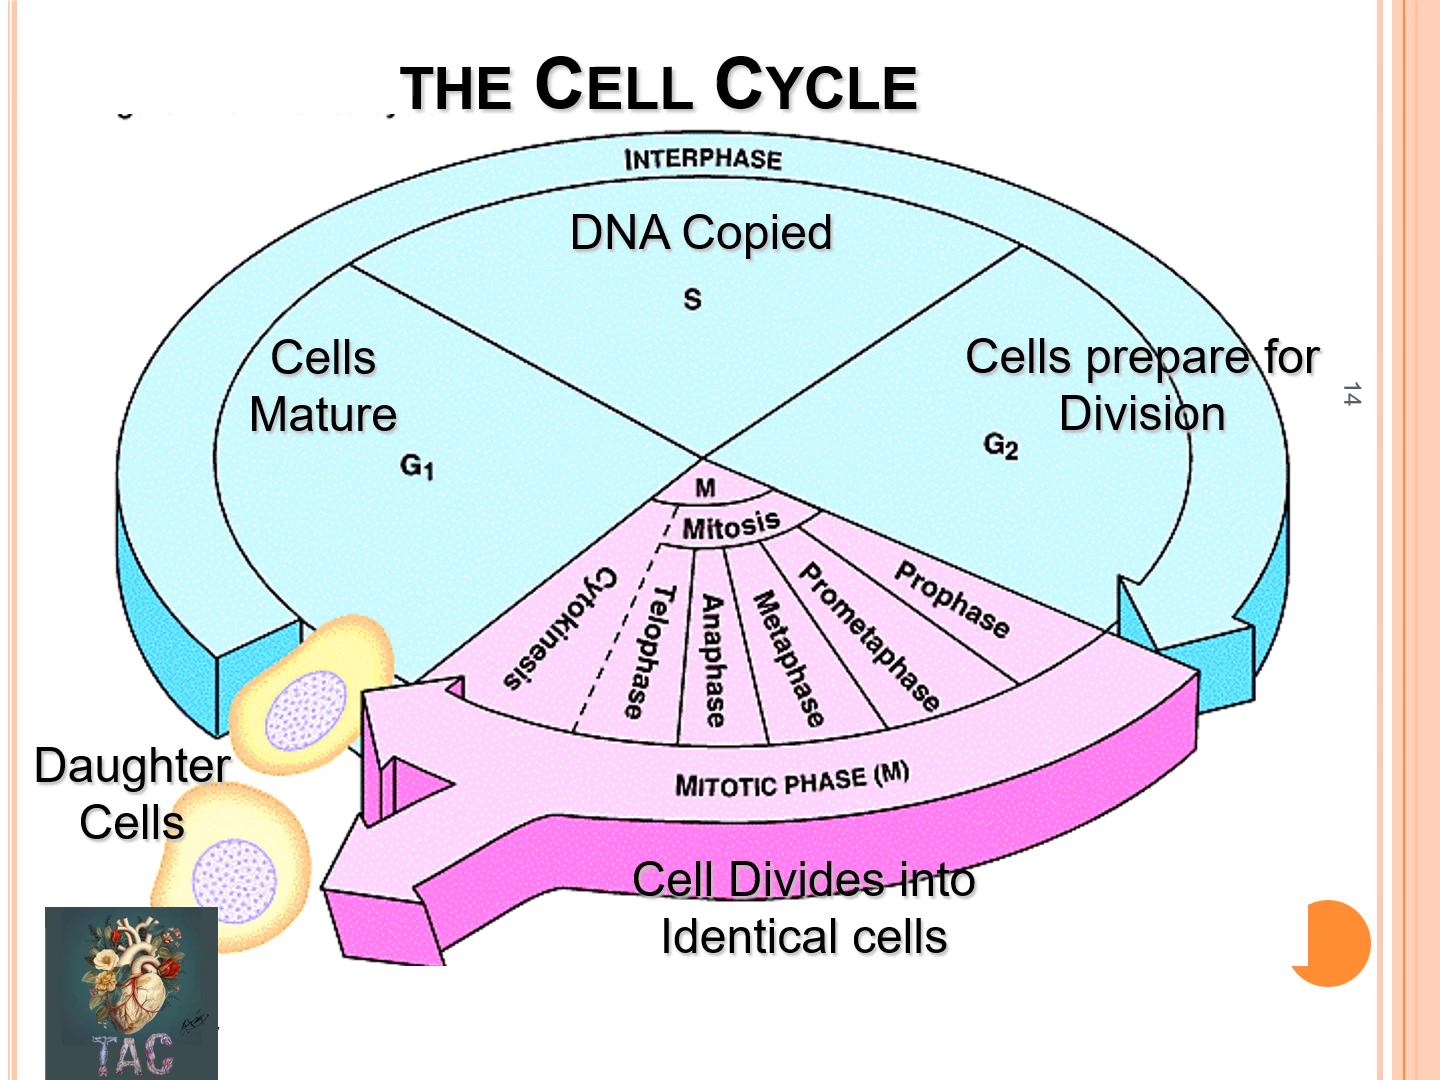 THE CELL CYCLE
INTERPHASE
DNA Copied
S
Cells
Mature
G1
Cells prepare for
Division
G2
14
M
Mitosis
Cytokinesis
Telophase
Anaphase
Metaphase
Prometaphase
Prophase
MITOTIC PHASE (M)
Daughter
Cells
Cell Divides into
Identical cells
TAC